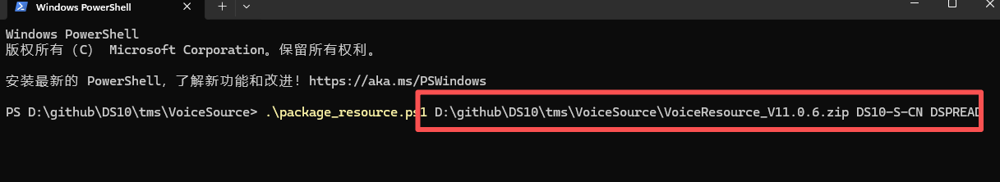 Windows PowerShell
Windows PowerShell
版权所有 (C) Microsoft Corporation。保留所有权利。
安装最新的 PowerShell，了解新功能和改进！https://aka.ms/PSWindows
PS D:\github\DS10\tms\VoiceSource> .\package_resource.ps1 D:\github\DS10\tms\VoiceSource\VoiceResource_V11.0.6.zip DS10-S-CN DSPREAD